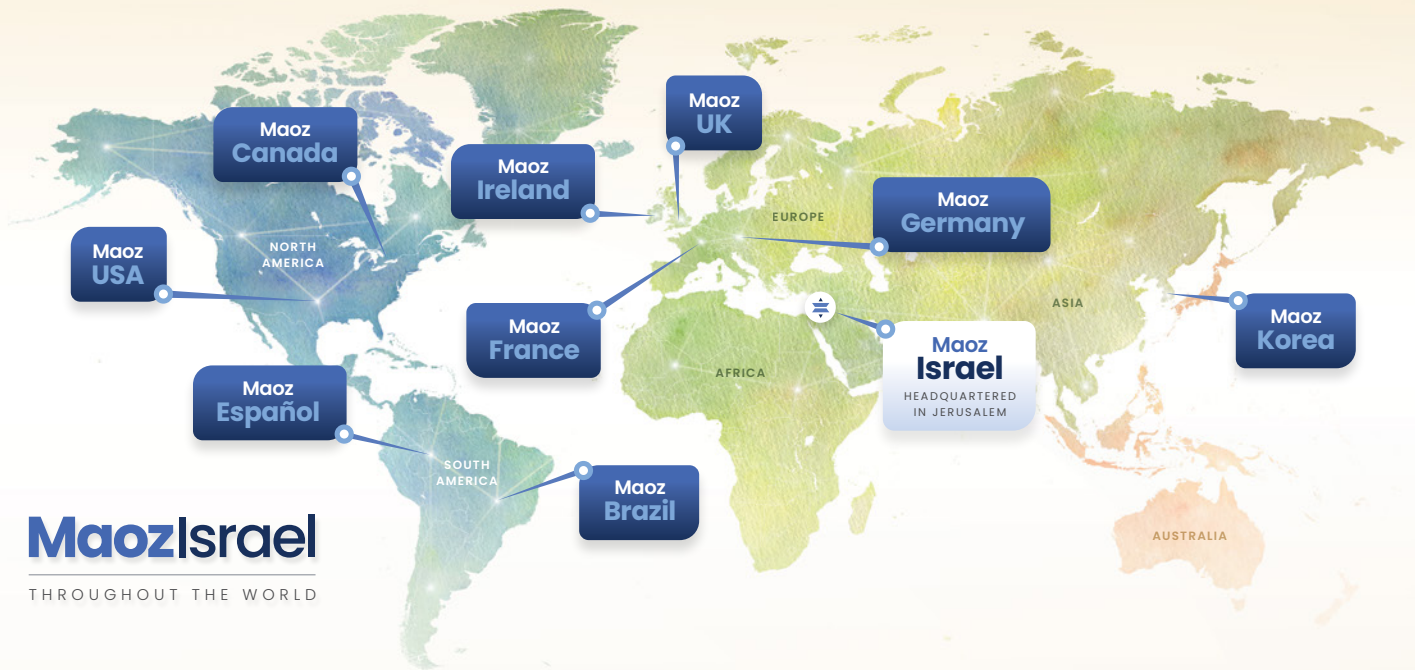 Maoz
UK
Maoz
Canada
Maoz
Ireland
Maoz
Germany
EUROPE
NORTH
AMERICA
Maoz
USA
ASIA
Maoz
France
Maoz
Israel
HEADQUARTERED
IN JERUSALEM
Maoz
Korea
AFRICA
Maoz
Español
SOUTH
AMERICA
Maoz
Brazil
AUSTRALIA
MaozIsrael
THROUGHOUT THE WORLD